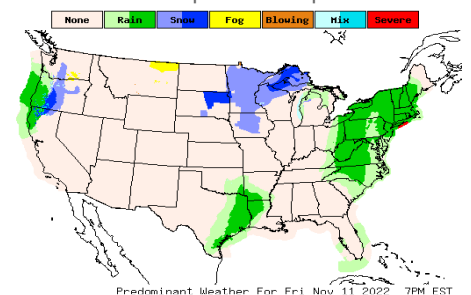 None Rain Snow Fog Blowing Mix Severe
Predominant Weather For Fri Nov 11 2022 7PM EST